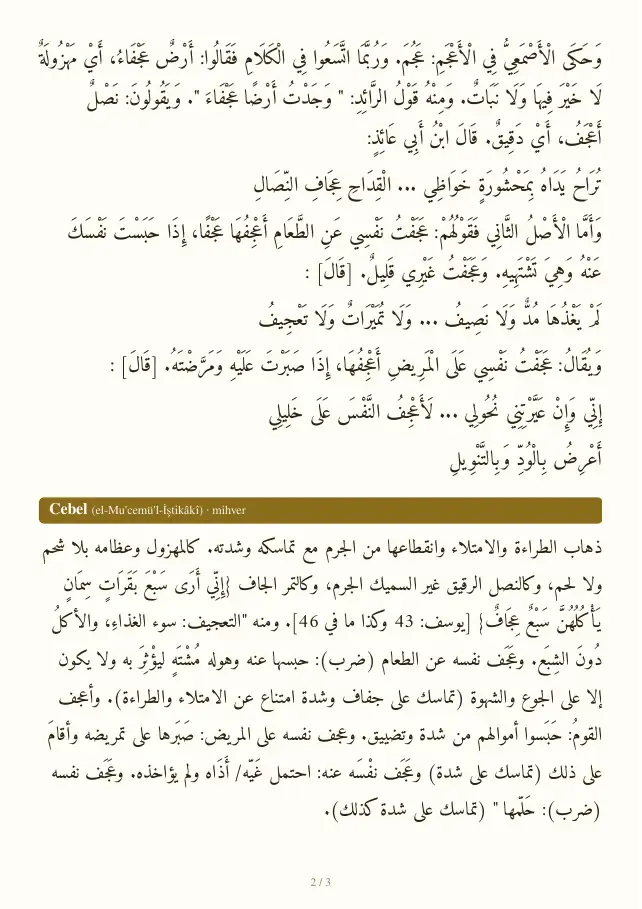 وَحَكَى الْأَصْمَعِيُّ فِي الْأَعْجَمِ: عَجُمَ. وَرُبَّمَا اتَّسَعُوا فِي الْكَلَامِ فَقَالُوا: أَرْضٌ عَجْفَاءُ، أَيْ مَهْزُولَةٌ
لَا خَيْرَ فِيهَا وَلَا نَبَاتٌ. وَمِنْهُ قَوْلُ الرَّائِدِ: " وَجَدْتُ أَرْضًا عَجْفَاءَ ". وَيَقُولُونَ: نَصْلٌ
أَعْجَفُ، أَيْ دَقِيقٌ. قَالَ ابْنُ أَبِي عَائِذٍ:
تُرَاحُ يَدَاهُ بِمَحْشُورَةٍ خَوَاظِي ... الْقِدَاحِ عِجَافِ النِّصَالِ
وَأَمَّا الْأَصْلُ الثَّانِي فَقَوْلُهُمْ: عَجَفْتُ نَفْسِي عَنِ الطَّعَامِ أَعْجِفُهَا عَجْفًا، إِذَا حَبَسْتَ نَفْسَكَ
عَنْهُ وَهِيَ تَشْتَهِيهِ. وَعَجَفْتُ غَيْرِي قَلِيلٌ. [قَالَ] :
لَمْ يَغْذُهَا مُدٌّ وَلَا نَصِيفُ ... وَلَا تُمَيْرَاتٌ وَلَا تَعْجِيفُ
وَيُقَالُ: عَجَفْتُ نَفْسِي عَلَى الْمَرِيضِ أَعْجِفُهَا، إِذَا صَبَرْتَ عَلَيْهِ وَمَرَّضْتَهُ. [قَالَ] :
إِنِّي وَإِنْ عَيَّرْتِنِي نُحُولِي ... لَأَعْجِفُ النَّفْسَ عَلَى خَلِيلِي
أَعْرِضُ بِالْوُدِّ وَبِالتَّنْوِيلِ
Cebel (el-Mu'cemü'l-İştikâkî) · mihver
ذهاب الطراءة والامتلاء وانقطاعها من الجرم مع تماسكه وشدته. كالمهزول وعظامه بلا شحم
ولا لحم، وكالنصل الرقيق غير السميك الجرم، وكالتمر الجاف {إِنِّي أَرَى سَبْعَ بَقَرَاتٍ سِمَانٍ
يَأْكُلُهُنَّ سَبْعٌ عِجَافٌ} [يوسف: 43 وكذا ما في 46]. ومنه "التعجيف: سوء الغذاءِ، والأكلُ
دُونَ الشِبَع. وعَجَف نفسه عن الطعام (ضرب): حبسها عنه وهوله مُشْتَهٍ ليؤْثِرَ به ولا يكون
إلا على الجوع والشهوة (تماسك على جفاف وشدة امتناع عن الامتلاء والطراءة). وأعجف
القومُ: حَبَسوا أموالهم من شدة وتضييق. وعجف نفسه على المريض: صَبَرها على تمريضه وأقامَ
على ذلك (تماسك على شدة) وعَجَف نفْسَه عنه: احتمل غَيّه/ أَذَاه ولم يؤاخذه. وعجَف نفسه
(ضرب): حَلّمها " (تماسك على شدة كذلك).
2 / 3